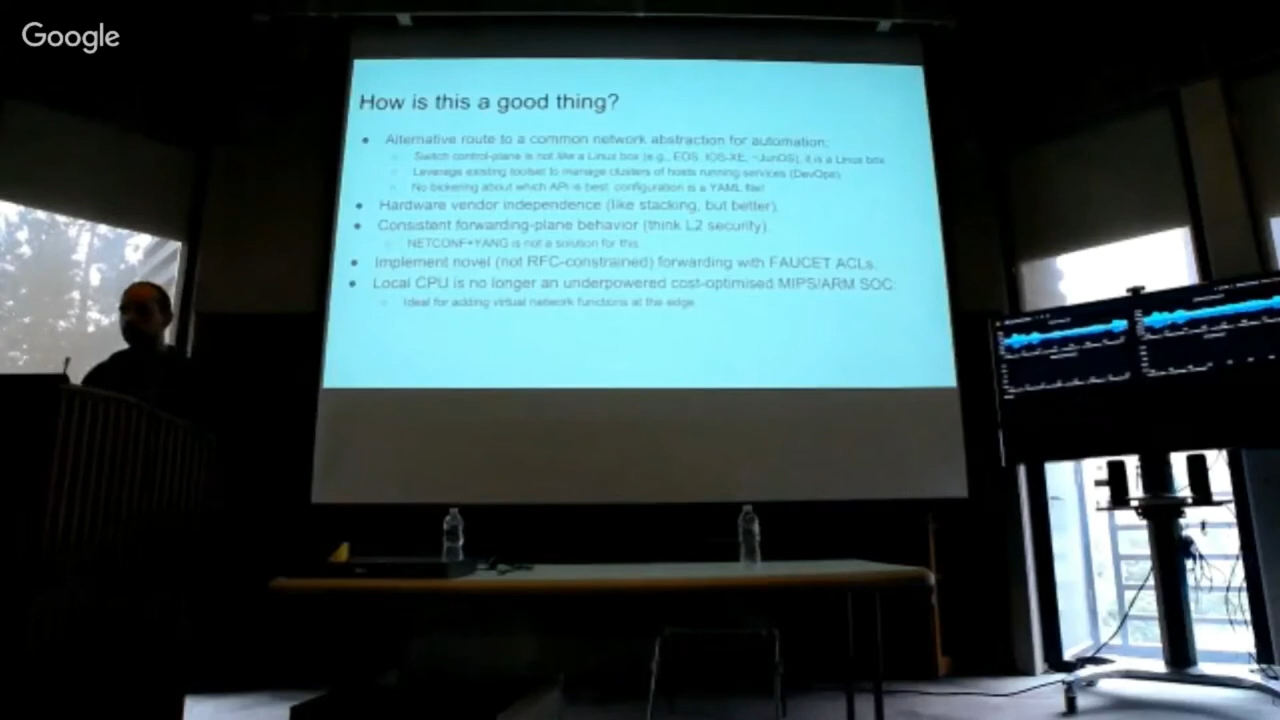 Google
How is this a good thing?
Alternative route to a common network abstraction for automation:
Switch control-plane is not like a Linux box (e.g., EOS, IOS-XE, ~JunOS), it is a Linux box
Leverage existing toolset to manage clusters of hosts running services (DevOps)
No bickering about which API is best, configuration is a YAML file!
Hardware vendor independence (like stacking, but better).
Consistent forwarding-plane behavior (think L2 security).
NETCONF+YANG is not a solution for this
Implement novel (not RFC-constrained) forwarding with FAUCET ACLs.
Local CPU is no longer an underpowered cost-optimised MIPS/ARM SOC.
Ideal for adding virtual network functions at the edge